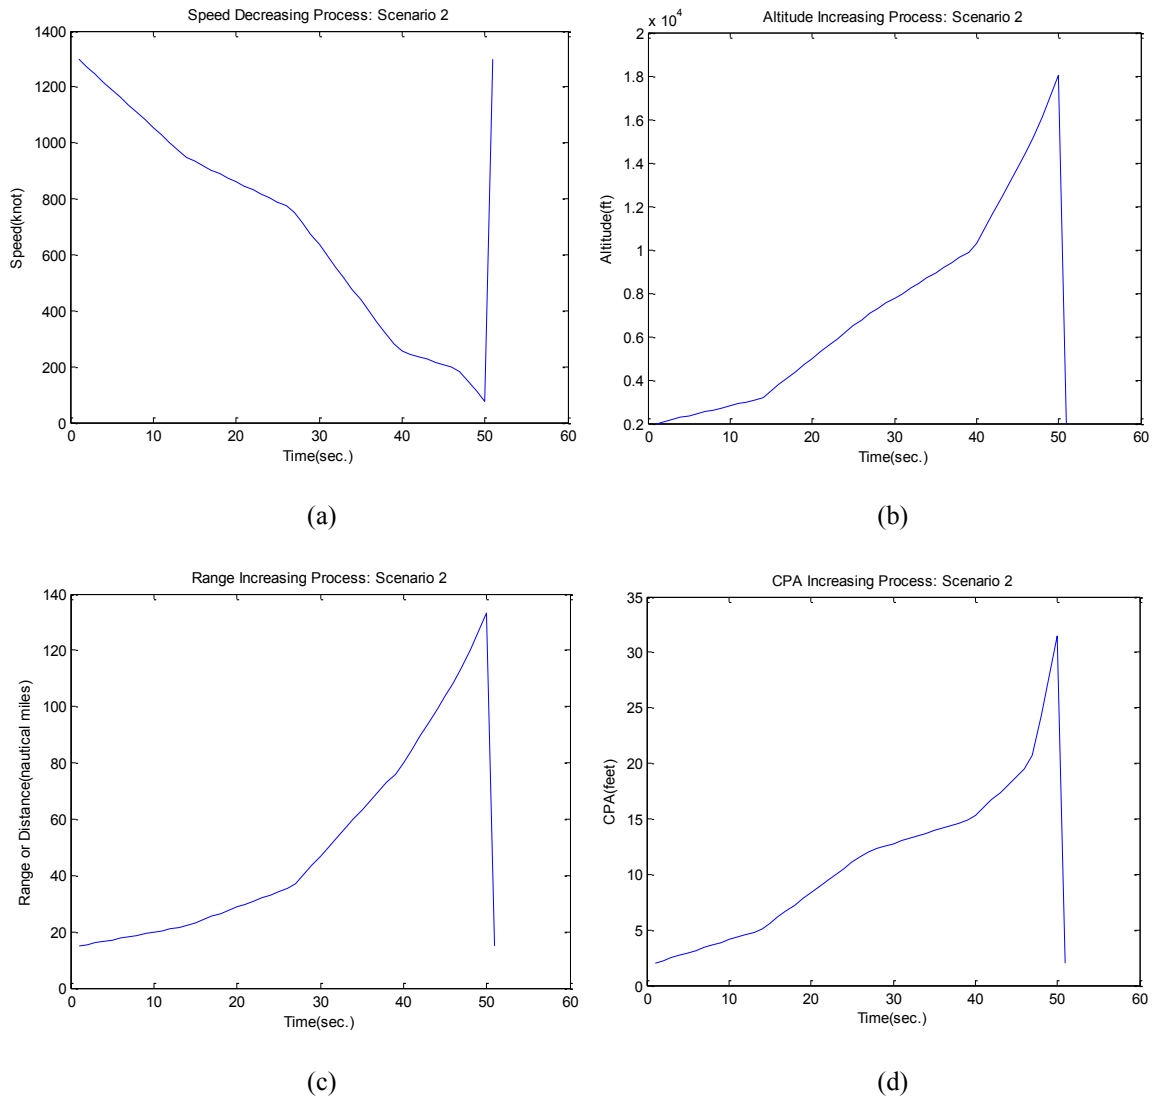 Speed Decreasing Process: Scenario 2
1400
1200
1000
800
600
400
200
0
Speed(knot)
0 10 20 30 40 50 60
Time(sec.)
(a)
Altitude Increasing Process: Scenario 2
x 10^4
2
1.8
1.6
1.4
1.2
1
0.8
0.6
0.4
0.2
Altitude(ft)
0 10 20 30 40 50 60
Time(sec.)
(b)
Range Increasing Process: Scenario 2
140
120
100
80
60
40
20
0
Range or Distance(nautical miles)
0 10 20 30 40 50 60
Time(sec.)
(c)
CPA Increasing Process: Scenario 2
35
30
25
20
15
10
5
0
CPA(feet)
0 10 20 30 40 50 60
Time(sec.)
(d)